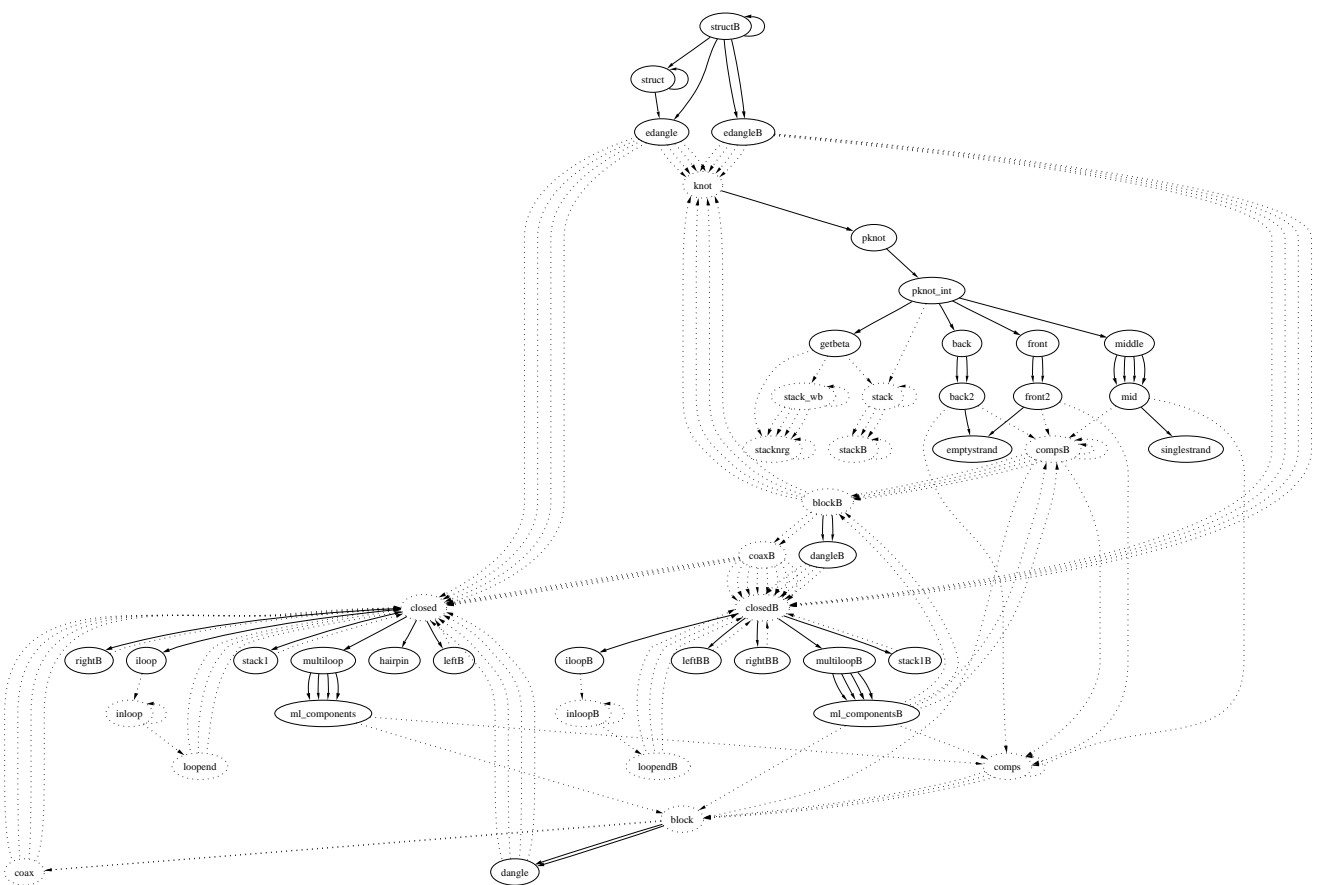 structB
struct
edangle
edangleB
knot
pknot
pknot_int
getbeta
back
front
middle
stack_wb
stack
back2
front2
mid
stacknrg
stackB
emptystrand
compsB
singlestrand
blockB
coaxB
dangleB
closed
closedB
rightB
iloop
stack1
multiloop
hairpin
leftB
iloopB
leftBB
rightBB
multiloopB
stack1B
inloop
ml_components
inloopB
ml_componentsB
loopend
loopendB
comps
block
coax
dangle